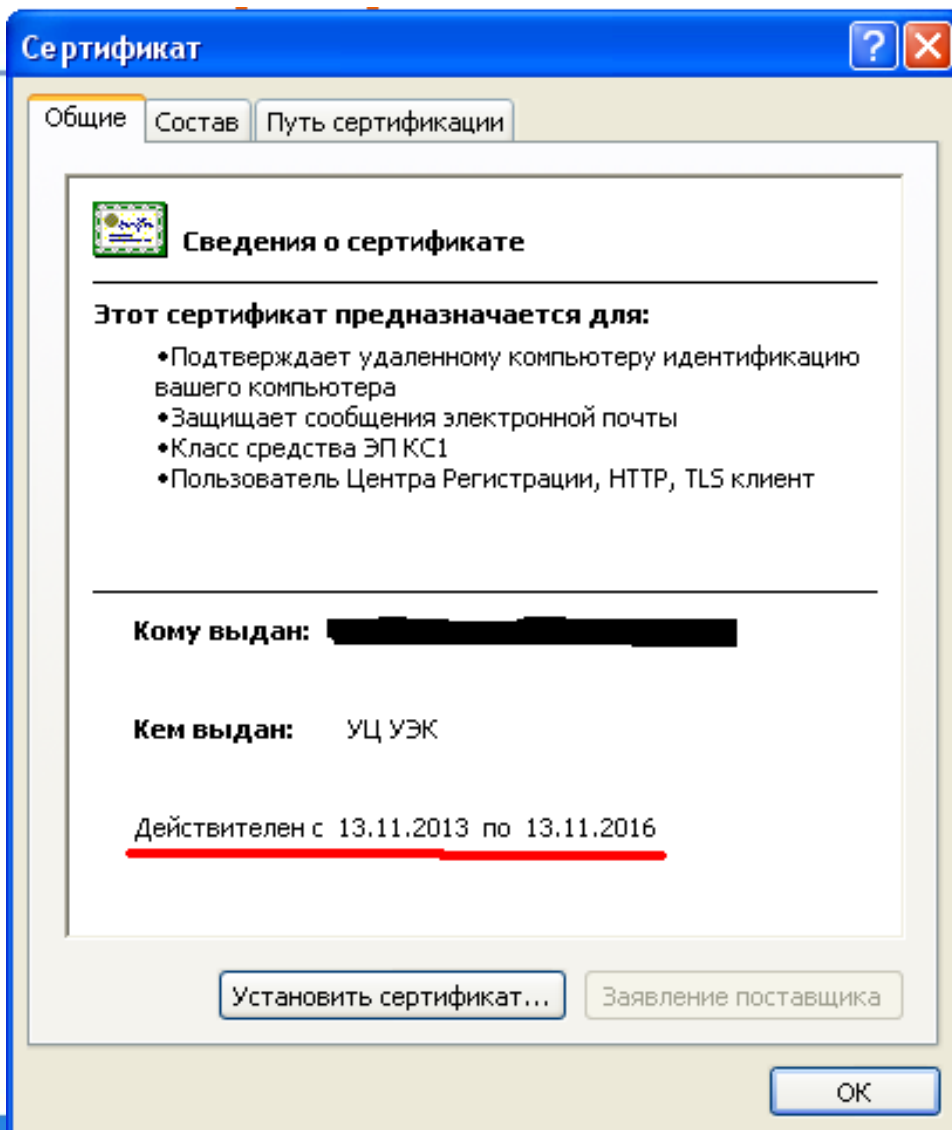 Сертификат
Общие
Состав
Путь сертификации
Сведения о сертификате
Этот сертификат предназначается для:
•Подтверждает удаленному компьютеру идентификацию
вашего компьютера
•Защищает сообщения электронной почты
•Класс средства ЭП КС1
•Пользователь Центра Регистрации, HTTP, TLS клиент
Кому выдан:
Кем выдан: УЦ УЭК
Действителен с 13.11.2013 по 13.11.2016
Установить сертификат...
Заявление поставщика
ОК